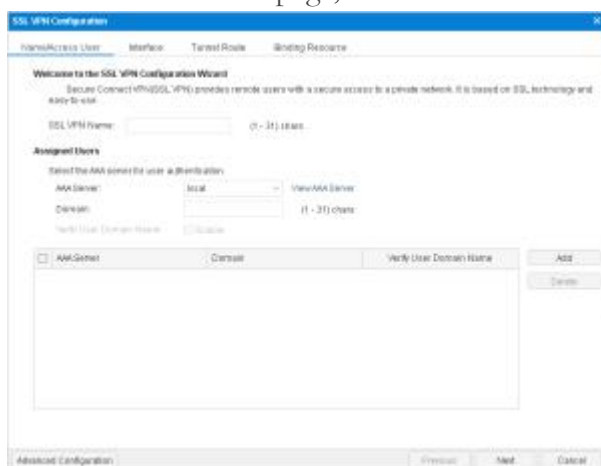 page,
SSL VPN Configuration
Name/Access User Interface Tunnel Route Binding Resource
Welcome to the SSL VPN Configuration Wizard
Secure Connect VPN(SSL VPN) provides remote users with a secure access to a private network. It is based on SSL technology and
easy-to-use.
SSL VPN Name: (1 - 31) chars
Assigned Users
Select the AAA server for user authentication.
AAA Server: local View AAA Server
Domain: (1 - 31) chars
Verify User Domain Name: Enable
AAA Server Domain Verify User Domain Name Add
Delete
Advanced Configuration Previous Next Cancel